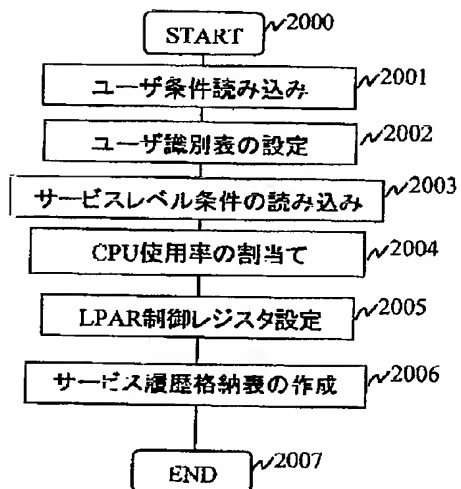 START 2000
ユーザ条件読み込み 2001
ユーザ識別表の設定 2002
サービスレベル条件の読み込み 2003
CPU使用率の割当て 2004
LPAR制御レジスタ設定 2005
サービス履歴格納表の作成 2006
END 2007